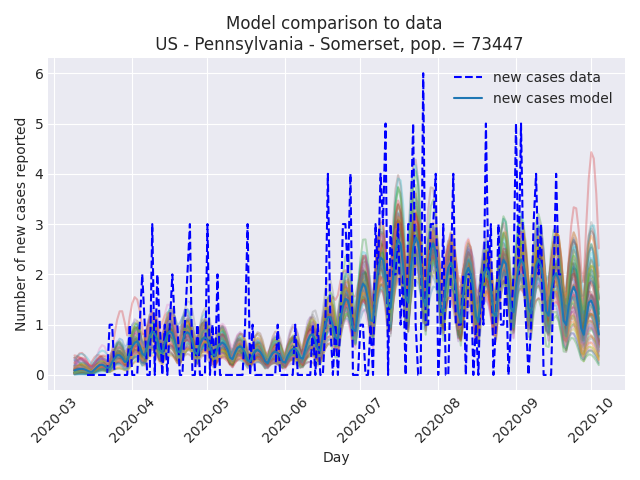 Model comparison to data
US - Pennsylvania - Somerset, pop. = 73447
new cases data
new cases model
Number of new cases reported
6
5
4
3
2
1
0
2020-03
2020-04
2020-05
2020-06
2020-07
2020-08
2020-09
2020-10
Day